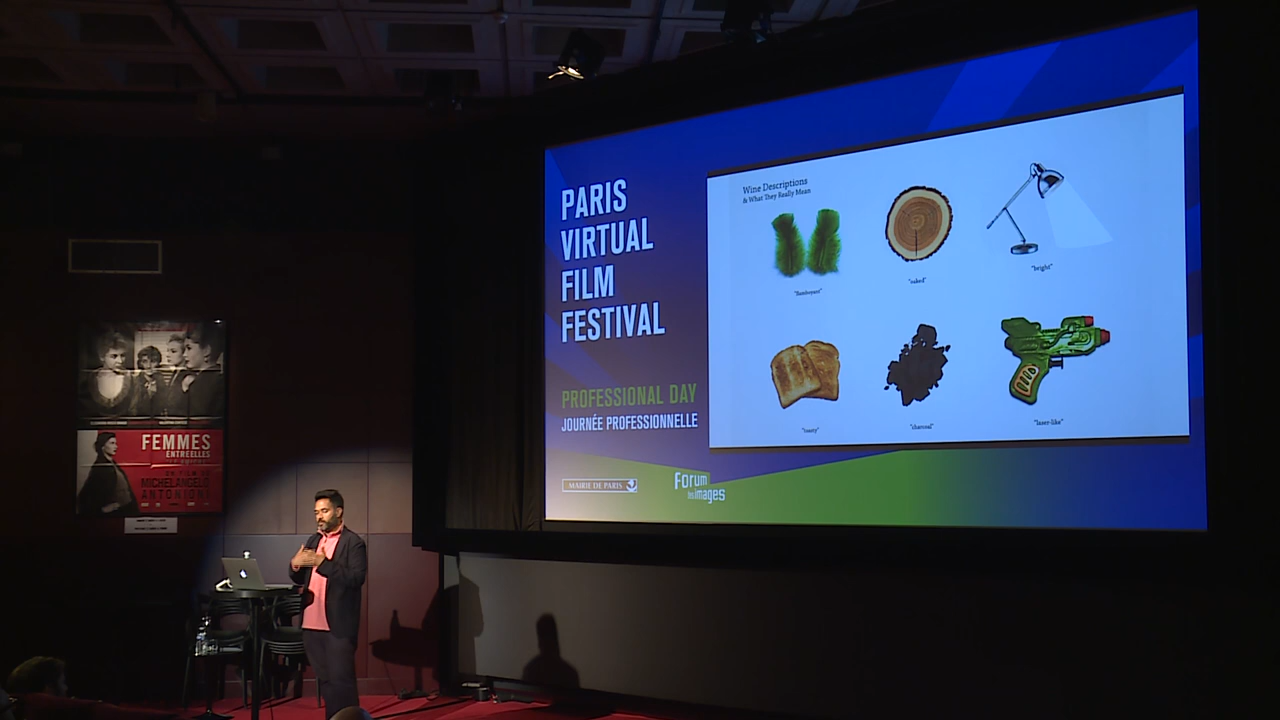 PARIS
VIRTUAL
FILM
FESTIVAL
PROFESSIONAL DAY
JOURNÉE PROFESSIONNELLE
MAIRIE DE PARIS
Forum
des images
Wine Descriptions
& What They Really Mean
"flamboyant"
"oaked"
"bright"
"toasty"
"charcoal"
"laser-like"
FEMMES
ENTRE ELLES
MICHELANGELO
ANTONIONI